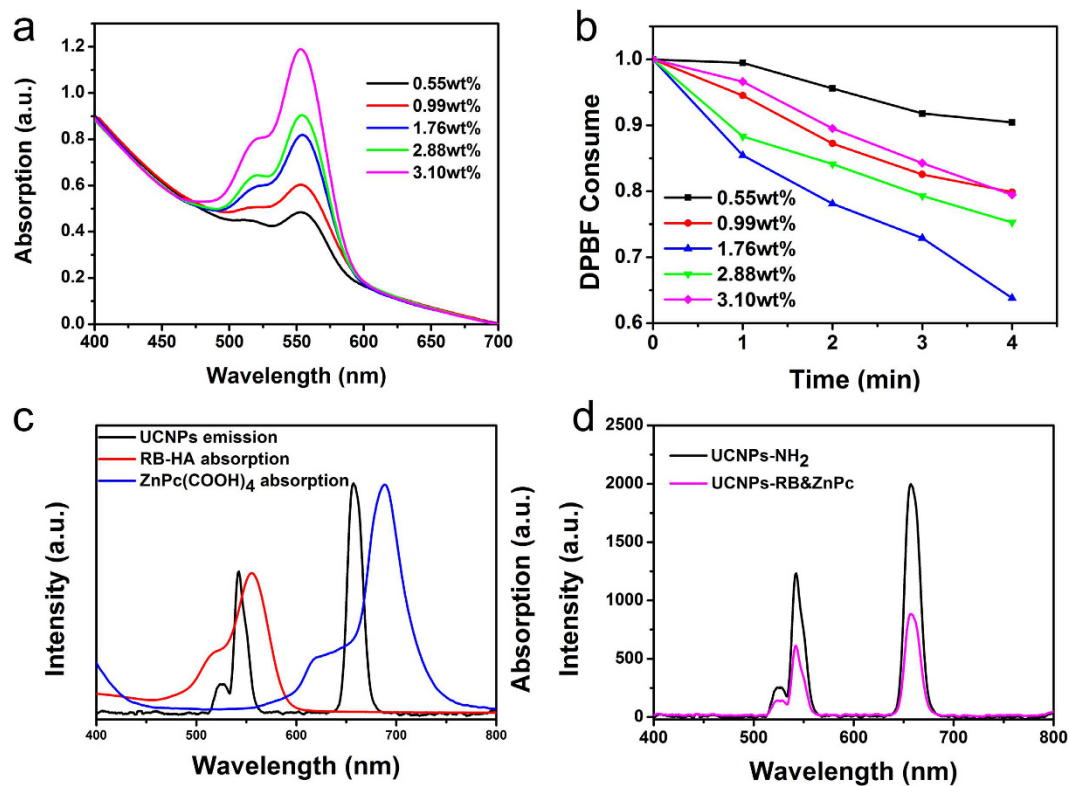 a
1.2
1.0
0.8
0.6
0.4
0.2
0.0
Absorption (a.u.)
0.55wt%
0.99wt%
1.76wt%
2.88wt%
3.10wt%
400 450 500 550 600 650 700
Wavelength (nm)
b
1.0
0.9
0.8
0.7
0.6
DPBF Consume
0.55wt%
0.99wt%
1.76wt%
2.88wt%
3.10wt%
0 1 2 3 4
Time (min)
c
UCNPs emission
RB-HA absorption
ZnPc(COOH)4 absorption
Intensity (a.u.)
Absorption (a.u.)
400 500 600 700 800
Wavelength (nm)
d
2500
2000
1500
1000
500
0
Intensity (a.u.)
UCNPs-NH2
UCNPs-RB&ZnPc
400 500 600 700 800
Wavelength (nm)